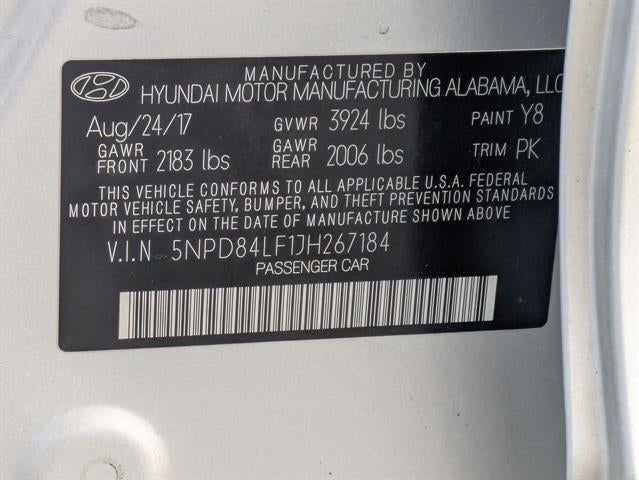 MANUFACTURED BY
HYUNDAI MOTOR MANUFACTURING ALABAMA, LLC
Aug/24/17 GVWR 3924 lbs PAINT Y8
GAWR FRONT 2183 lbs GAWR REAR 2006 lbs TRIM PK
THIS VEHICLE CONFORMS TO ALL APPLICABLE U.S.A. FEDERAL
MOTOR VEHICLE SAFETY, BUMPER, AND THEFT PREVENTION STANDARDS
IN EFFECT ON THE DATE OF MANUFACTURE SHOWN ABOVE.
V.I.N 5NPD84LF1JH267184
PASSENGER CAR